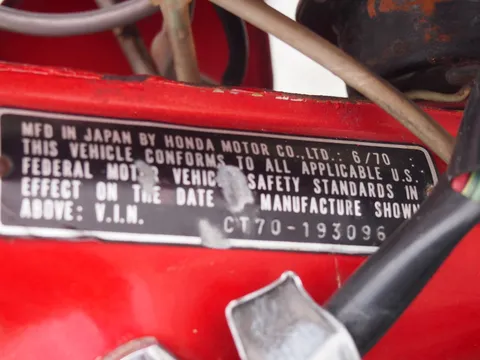 MFD IN JAPAN BY HONDA MOTOR CO.,LTD.: 6/70
THIS VEHICLE CONFORMS TO ALL APPLICABLE U.S.
FEDERAL MOTOR VEHICLE SAFETY STANDARDS IN
EFFECT ON THE DATE MANUFACTURE SHOWN
ABOVE: V.I.N. CT70-193096